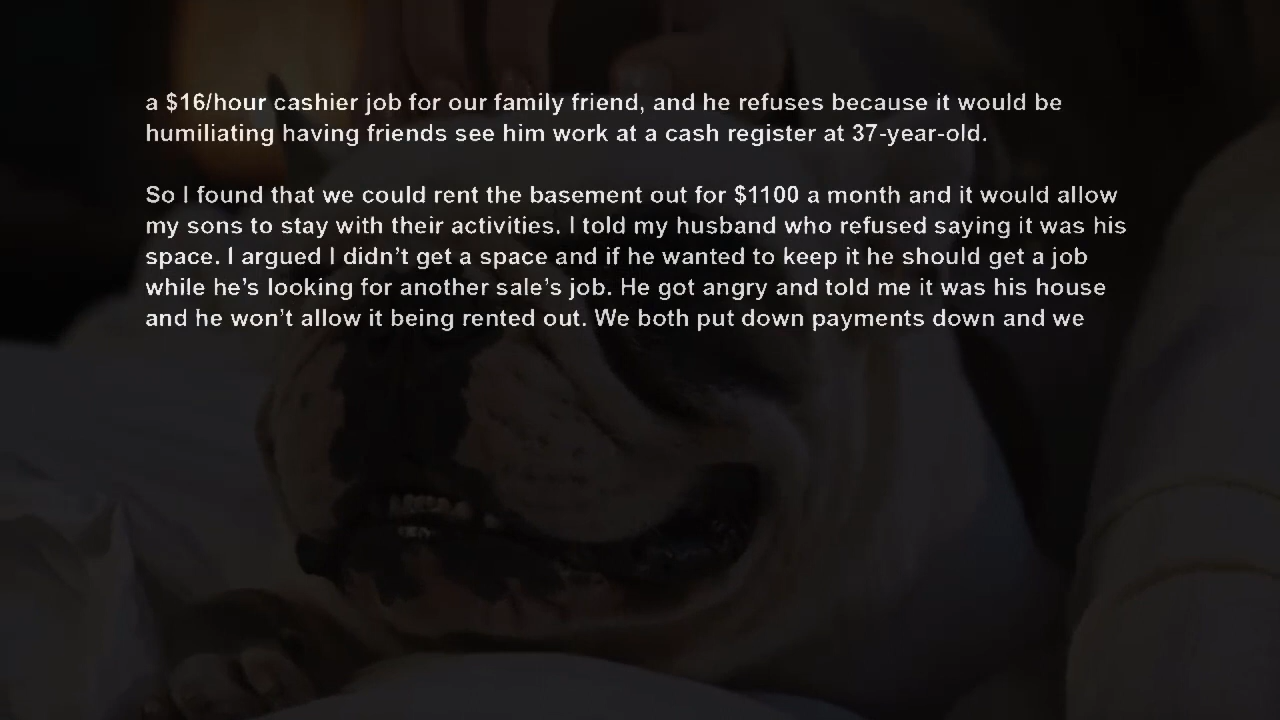 a $16/hour cashier job for our family friend, and he refuses because it would be
humiliating having friends see him work at a cash register at 37-year-old.
So I found that we could rent the basement out for $1100 a month and it would allow
my sons to stay with their activities. I told my husband who refused saying it was his
space. I argued I didn't get a space and if he wanted to keep it he should get a job
while he's looking for another sale's job. He got angry and told me it was his house
and he won't allow it being rented out. We both put down payments down and we